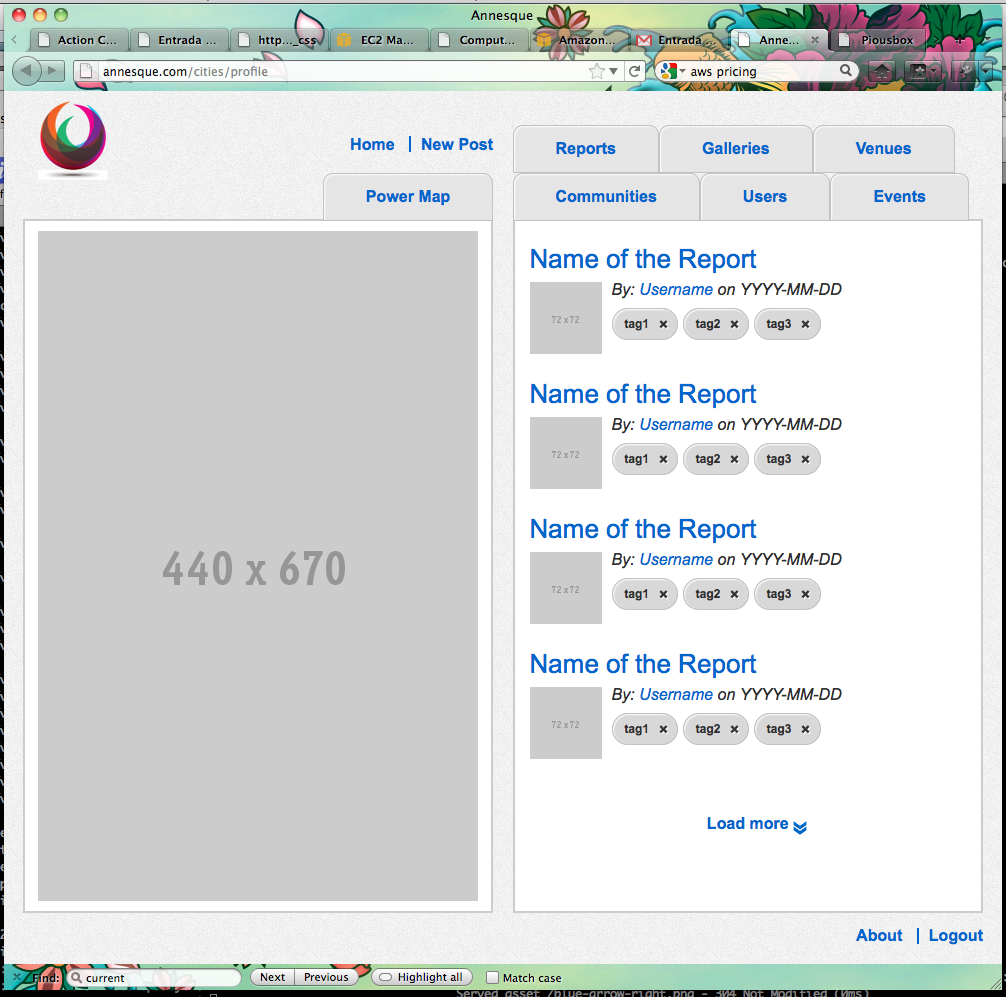 Annesque
Action C... Entrada ... http..._css EC2 Ma... Comput... Amazon... Entrada Anne... Piousbox
annesque.com/cities/profile
aws pricing
Home | New Post
Reports Galleries Venues
Power Map
Communities Users Events
440 x 670
Name of the Report
By: Username on YYYY-MM-DD
72 x 72
tag1 × tag2 × tag3 ×
Name of the Report
By: Username on YYYY-MM-DD
72 x 72
tag1 × tag2 × tag3 ×
Name of the Report
By: Username on YYYY-MM-DD
72 x 72
tag1 × tag2 × tag3 ×
Name of the Report
By: Username on YYYY-MM-DD
72 x 72
tag1 × tag2 × tag3 ×
Load more
About | Logout
Find: current Next Previous Highlight all Match case
Served asset /blue-arrow-right.png - 304 Not Modified (0ms)